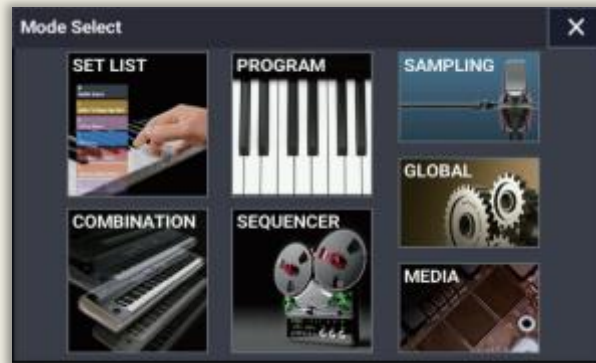 Mode Select
SET LIST
PROGRAM
SAMPLING
GLOBAL
COMBINATION
SEQUENCER
MEDIA